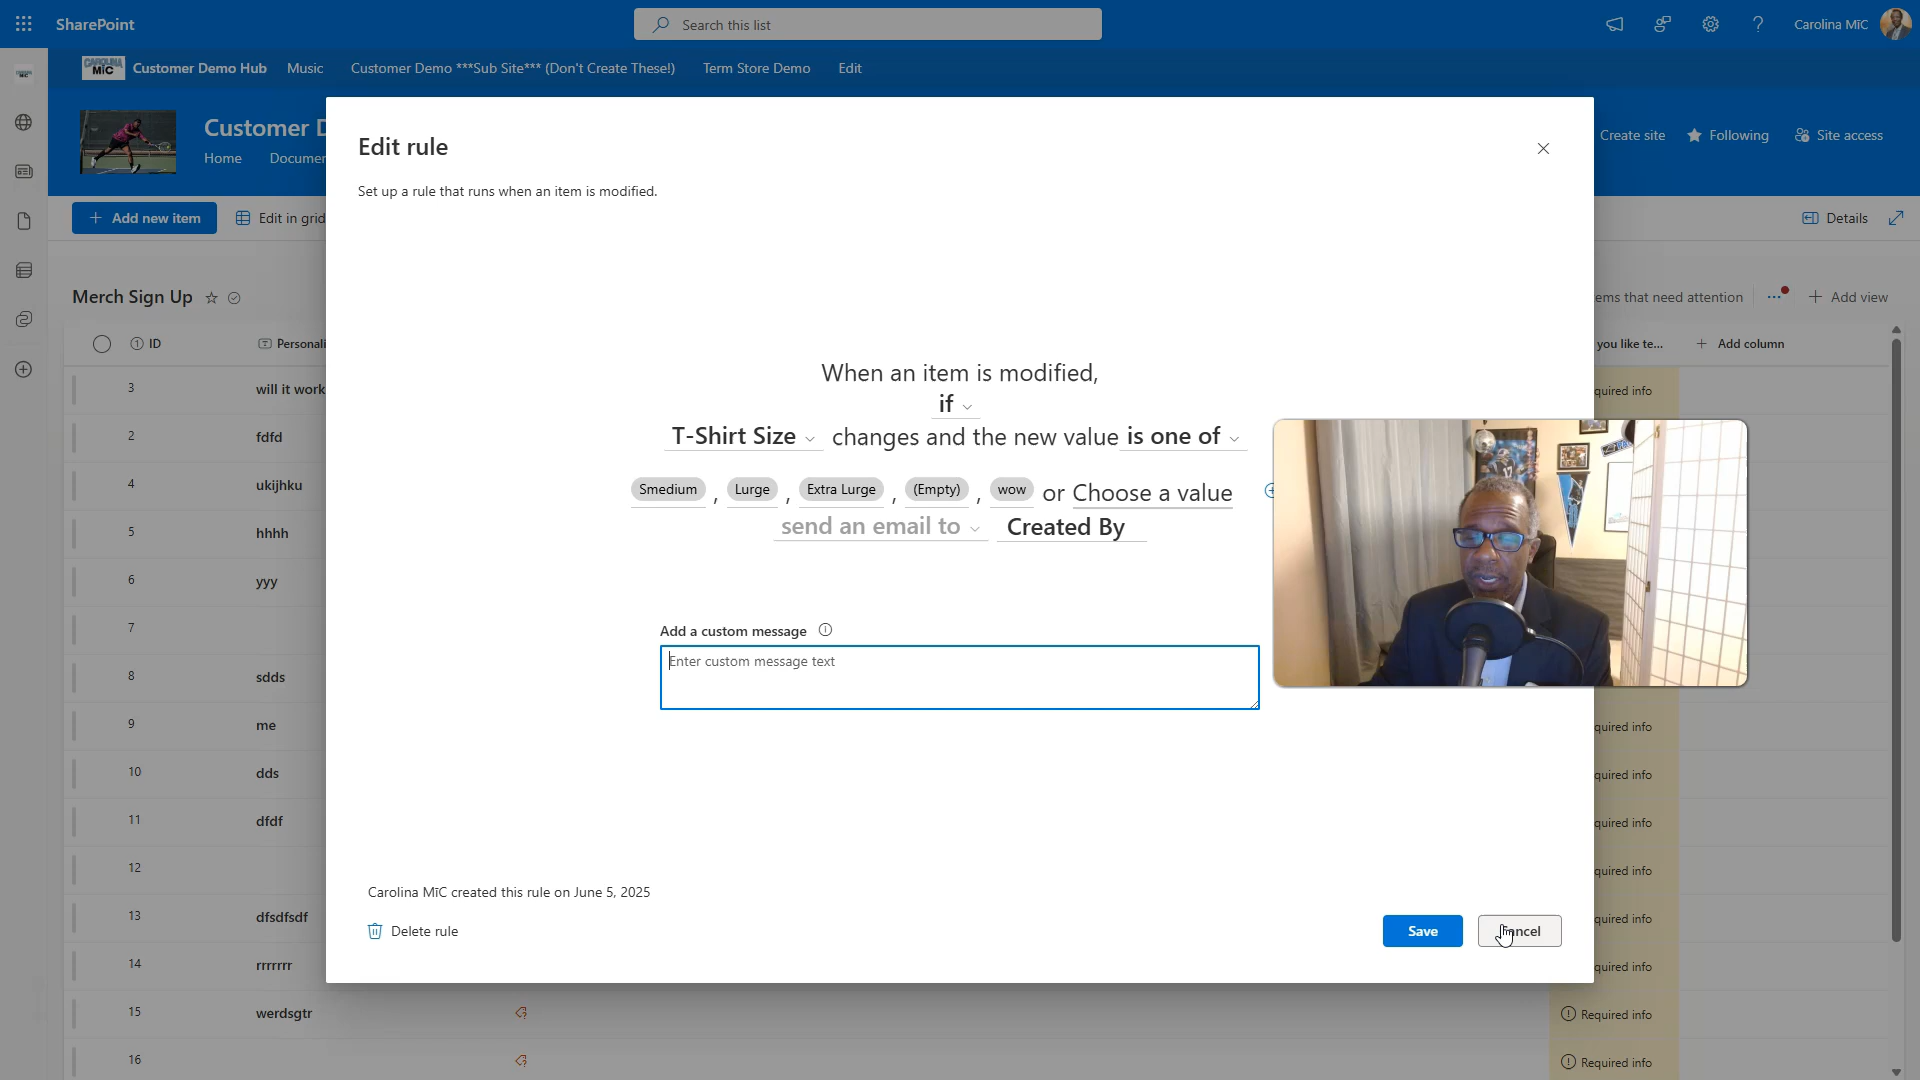 SharePoint
Search this list
Carolina MīC
CAROLINA MīC
Customer Demo Hub
Music
Customer Demo ***Sub Site*** (Don't Create These!)
Term Store Demo
Edit
Customer D
Home
Documen
Create site
Following
Site access
Add new item
Edit in grid
Details
Merch Sign Up
ems that need attention
Add view
ID
Personali
you like te...
Add column
3
will it work
quired info
2
fdfd
4
ukijhku
5
hhhh
6
yyy
7
8
sdds
9
me
quired info
10
dds
quired info
11
dfdf
quired info
12
quired info
13
dfsdfsdf
quired info
14
rrrrrrr
quired info
15
werdsgtr
Required info
16
Required info
Edit rule
Set up a rule that runs when an item is modified.
When an item is modified,
if
T-Shirt Size changes and the new value is one of
Smedium , Lurge , Extra Lurge , (Empty) , wow or Choose a value
send an email to Created By
Add a custom message
Enter custom message text
Carolina MīC created this rule on June 5, 2025
Delete rule
Save
ncel